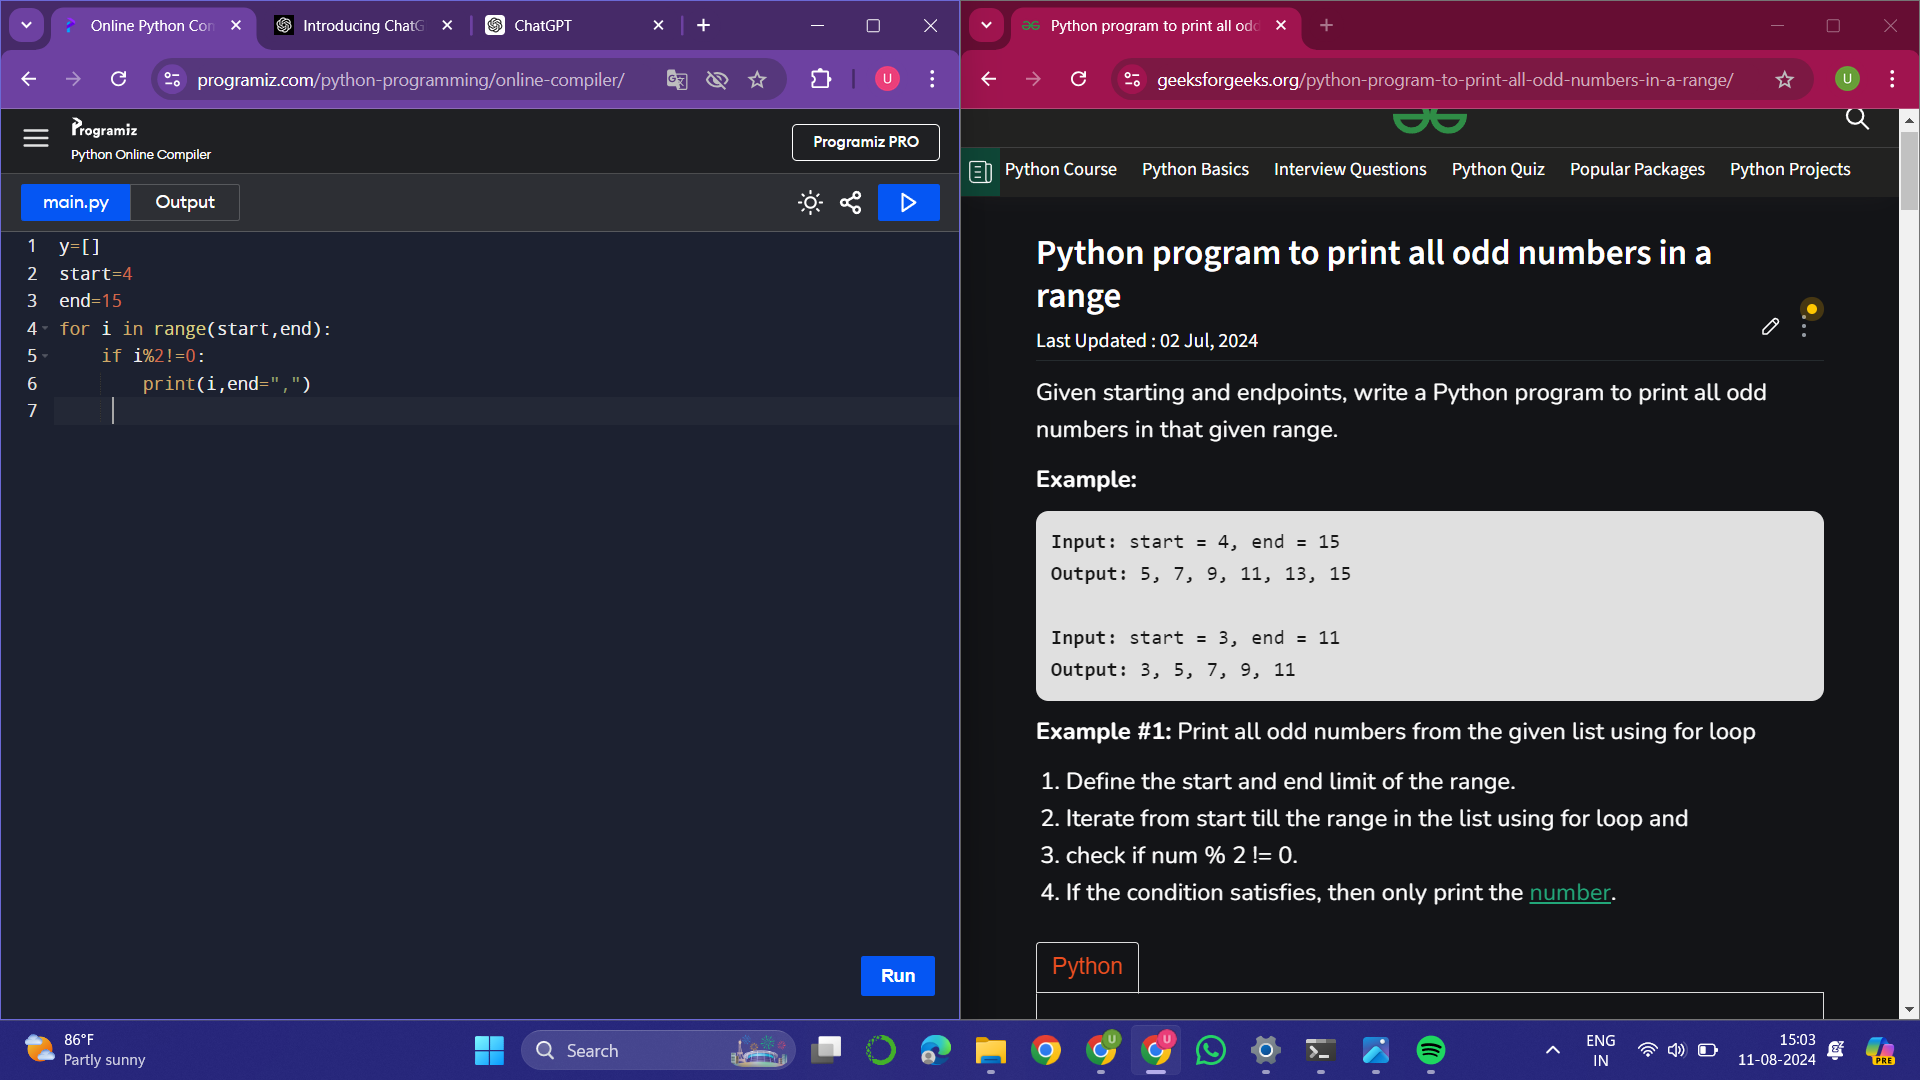 Online Python Con
Introducing ChatG
ChatGPT
programiz.com/python-programming/online-compiler/
U
Programiz
Python Online Compiler
Programiz PRO
main.py
Output
1 y=[]
2 start=4
3 end=15
4 for i in range(start,end):
5 if i%2!=0:
6 print(i,end=",")
7
Run
Python program to print all odd
geeksforgeeks.org/python-program-to-print-all-odd-numbers-in-a-range/
U
Python Course
Python Basics
Interview Questions
Python Quiz
Popular Packages
Python Projects
Python program to print all odd numbers in a
range
Last Updated : 02 Jul, 2024
Given starting and endpoints, write a Python program to print all odd
numbers in that given range.
Example:
Input: start = 4, end = 15
Output: 5, 7, 9, 11, 13, 15
Input: start = 3, end = 11
Output: 3, 5, 7, 9, 11
Example #1: Print all odd numbers from the given list using for loop
1. Define the start and end limit of the range.
2. Iterate from start till the range in the list using for loop and
3. check if num % 2 != 0.
4. If the condition satisfies, then only print the number.
Python
86°F
Partly sunny
Search
U
U
ENG
IN
15:03
11-08-2024
PRE